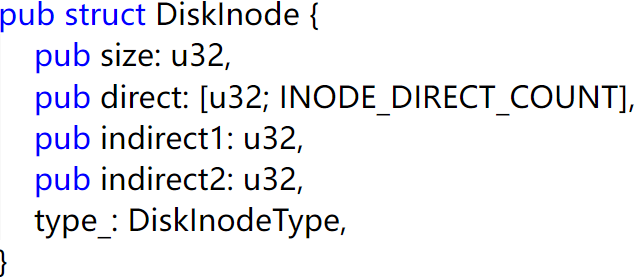 pub struct DiskInode {
    pub size: u32,
    pub direct: [u32; INODE_DIRECT_COUNT],
    pub indirect1: u32,
    pub indirect2: u32,
    type_: DiskInodeType,
}